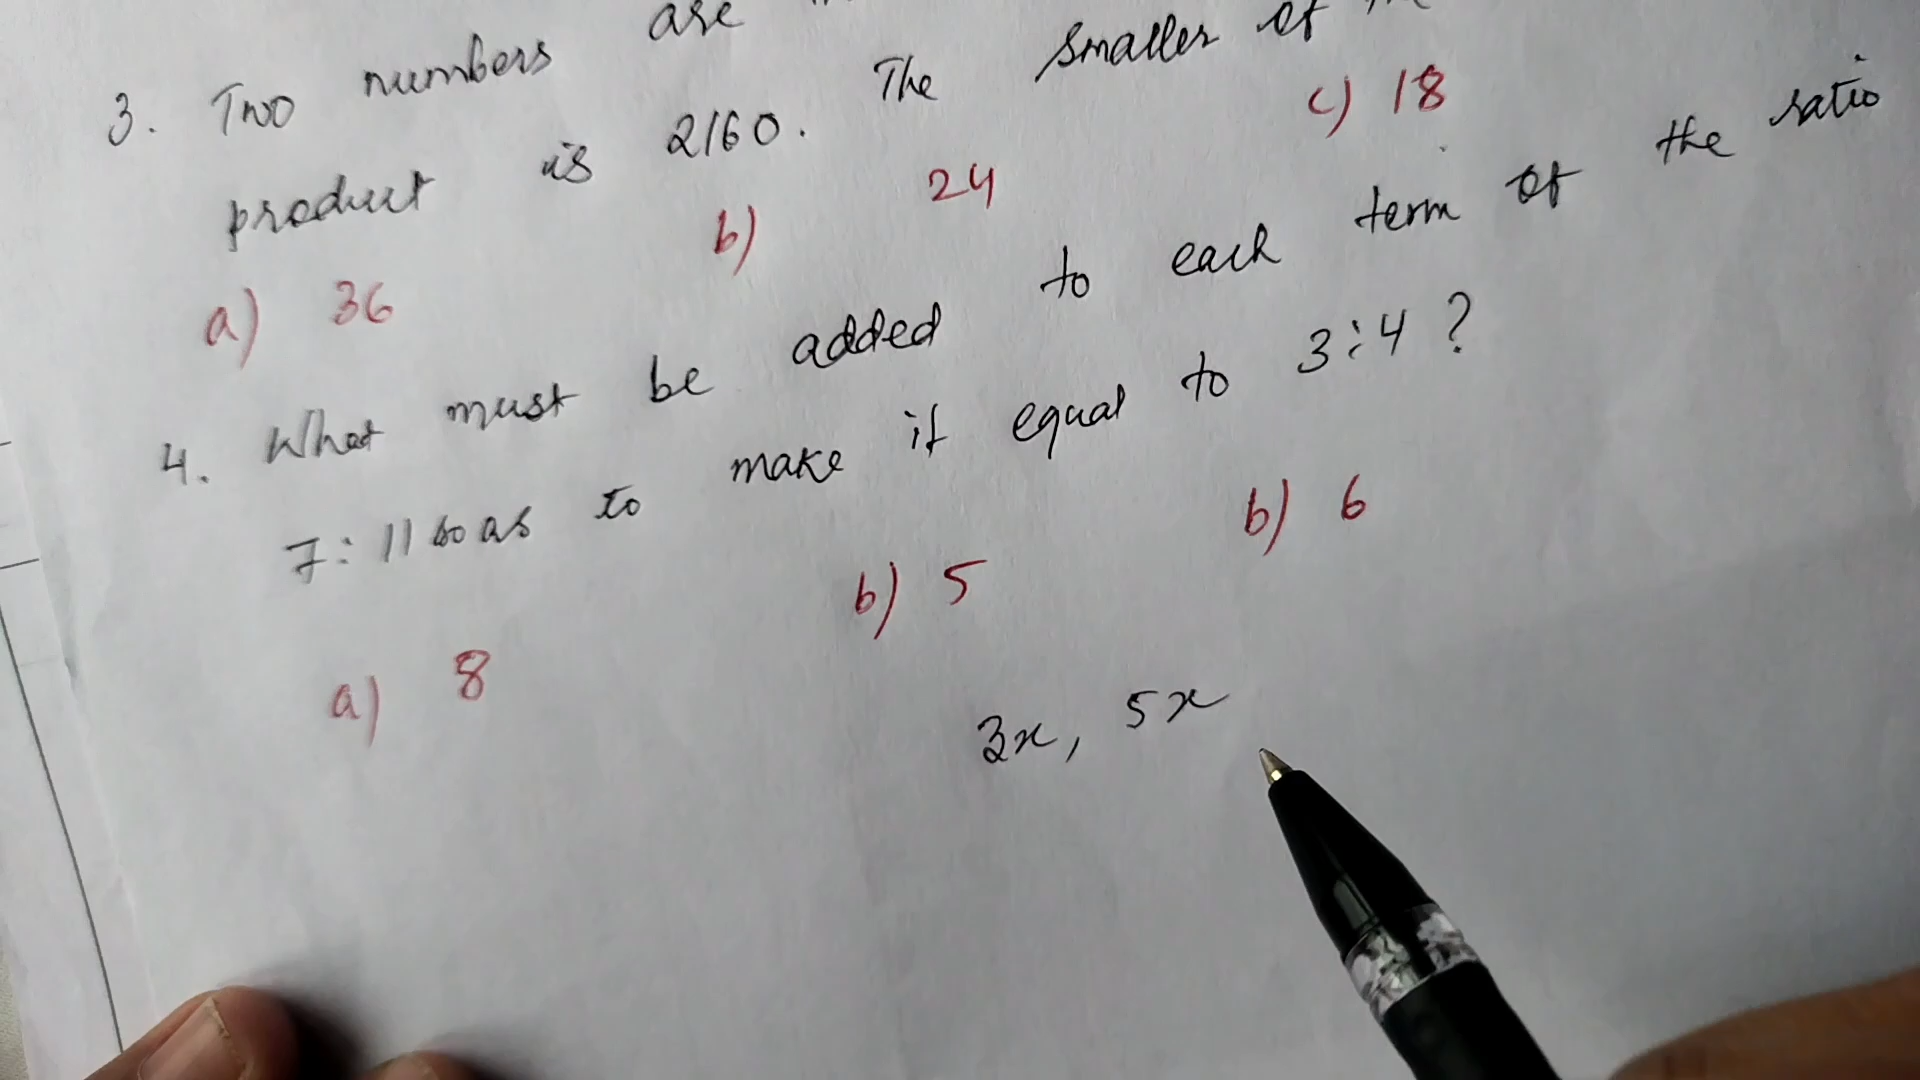 3. Two numbers are
product is 2160. The smaller of
a) 36 b) 24 c) 18
4. What must be added to each term of the ratio
7:11 so as to make it equal to 3:4 ?
a) 8 b) 5 b) 6
3x, 5x